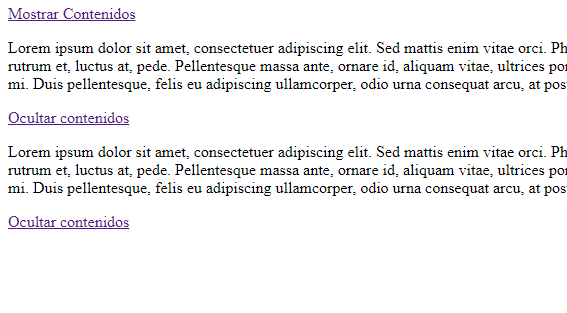 Mostrar Contenidos
Lorem ipsum dolor sit amet, consectetuer adipiscing elit. Sed mattis enim vitae orci. Ph
rutrum et, luctus at, pede. Pellentesque massa ante, ornare id, aliquam vitae, ultrices por
mi. Duis pellentesque, felis eu adipiscing ullamcorper, odio urna consequat arcu, at pos
Ocultar contenidos
Lorem ipsum dolor sit amet, consectetuer adipiscing elit. Sed mattis enim vitae orci. Ph
rutrum et, luctus at, pede. Pellentesque massa ante, ornare id, aliquam vitae, ultrices por
mi. Duis pellentesque, felis eu adipiscing ullamcorper, odio urna consequat arcu, at pos
Ocultar contenidos